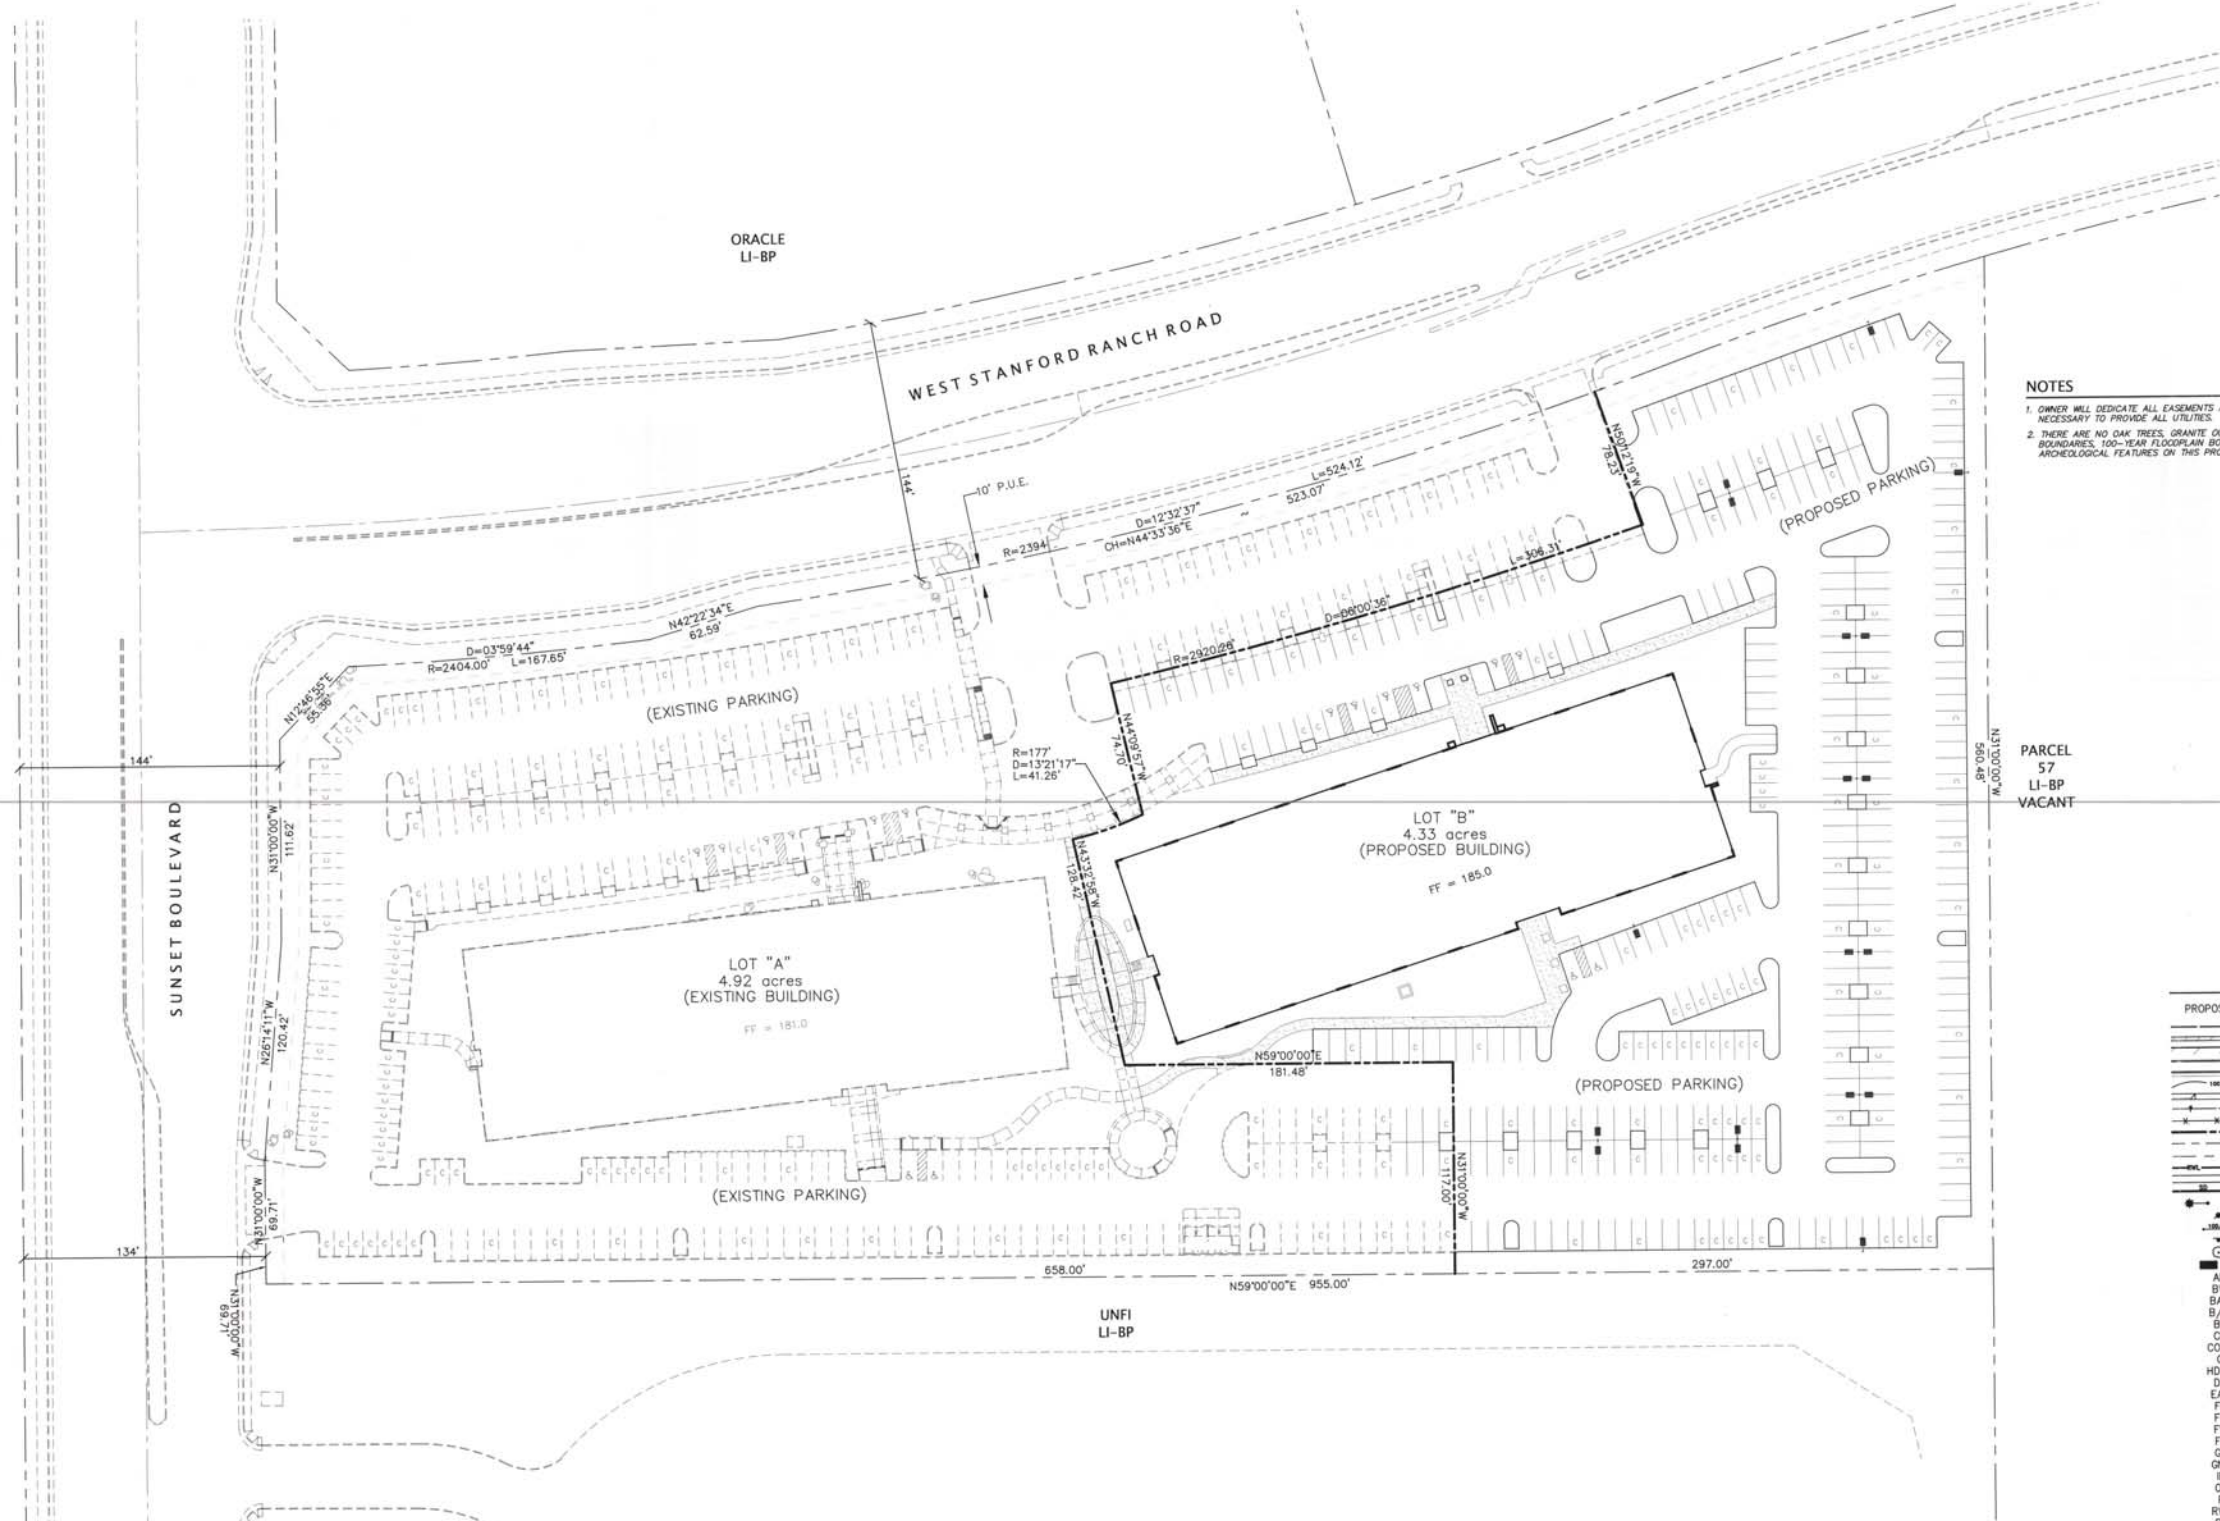 ORACLE
LI-BP
WEST STANFORD RANCH ROAD
144'
10' P.U.E.
R=2394
D=12°32'37"
CH=N44°33'36"E
~
L=524.12'
523.07'
N50°12'19"W
78.23'
NOTES
1. OWNER WILL DEDICATE ALL EASEMENTS
NECESSARY TO PROVIDE ALL UTILITIES.
2. THERE ARE NO OAK TREES, GRANITE
BOUNDARIES, 100-YEAR FLOODPLAIN
ARCHEOLOGICAL FEATURES ON THIS
(PROPOSED PARKING)
L=306.31'
D=06°00'36"
R=2920.26'
N42°22'34"E
62.59'
D=03°59'44"
R=2404.00' L=167.65'
N12°46'55"E
55.36'
(EXISTING PARKING)
N44°09'57"W
74.70'
R=177'
D=13°21'17"
L=41.26'
144'
SUNSET BOULEVARD
N31°00'00"W
111.62'
N31°00'00"W
560.48'
PARCEL
57
LI-BP
VACANT
LOT "B"
4.33 acres
(PROPOSED BUILDING)
FF = 185.0
N43°32'58"W
128.42'
LOT "A"
4.92 acres
(EXISTING BUILDING)
FF = 181.0
N26°14'11"W
120.42'
N59°00'00"E
181.48'
(PROPOSED PARKING)
(EXISTING PARKING)
N31°00'00"W
117.00'
N31°00'00"W
69.71'
134'
658.00'
N59°00'00"E 955.00'
297.00'
N31°00'00"W
69.71'
UNFI
LI-BP